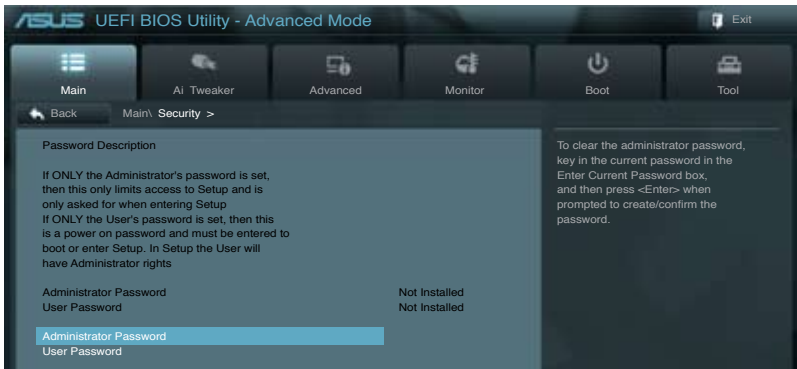 ASUS UEFI BIOS Utility - Advanced Mode
Exit
Main
Ai Tweaker
Advanced
Monitor
Boot
Tool
Back
Main\ Security >
Password Description
If ONLY the Administrator's password is set,
then this only limits access to Setup and is
only asked for when entering Setup
If ONLY the User's password is set, then this
is a power on password and must be entered to
boot or enter Setup. In Setup the User will
have Administrator rights
Administrator Password Not Installed
User Password Not Installed
Administrator Password
User Password
To clear the administrator password,
key in the current password in the
Enter Current Password box,
and then press <Enter> when
prompted to create/confirm the
password.